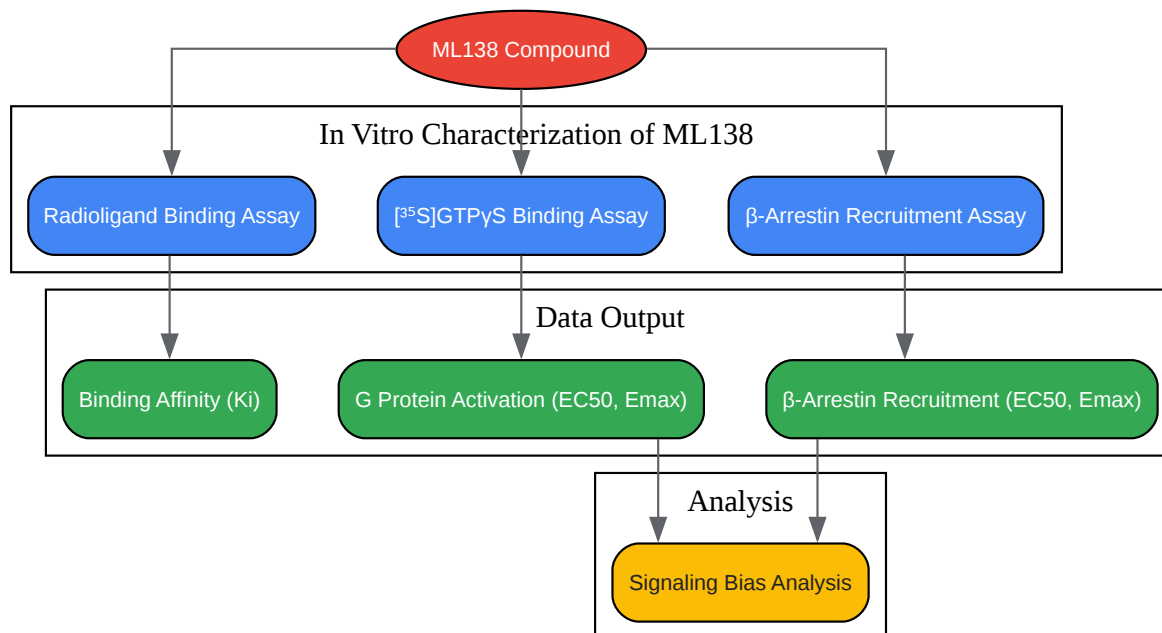 ML138 Compound
In Vitro Characterization of ML138
Radioligand Binding Assay
[³⁵S]GTPγS Binding Assay
β-Arrestin Recruitment Assay
Data Output
Binding Affinity (Ki)
G Protein Activation (EC50, Emax)
β-Arrestin Recruitment (EC50, Emax)
Analysis
Signaling Bias Analysis